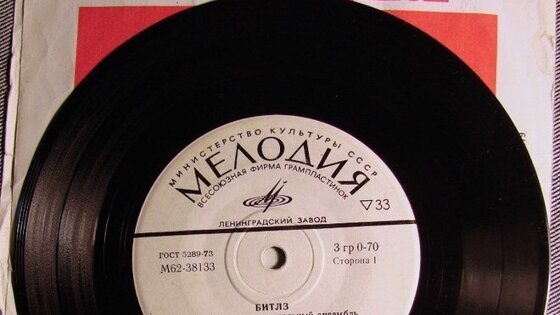 МИНИСТЕРСТВО КУЛЬТУРЫ СССР
МЕЛОДИЯ
ВСЕСОЮЗНАЯ ФИРМА ГРАМПЛАСТИНОК
▽33
ЛЕНИНГРАДСКИЙ ЗАВОД
ГОСТ 5289-73
3 гр 0-70
М62-38133
Сторона 1
БИТЛЗ
ансамбль